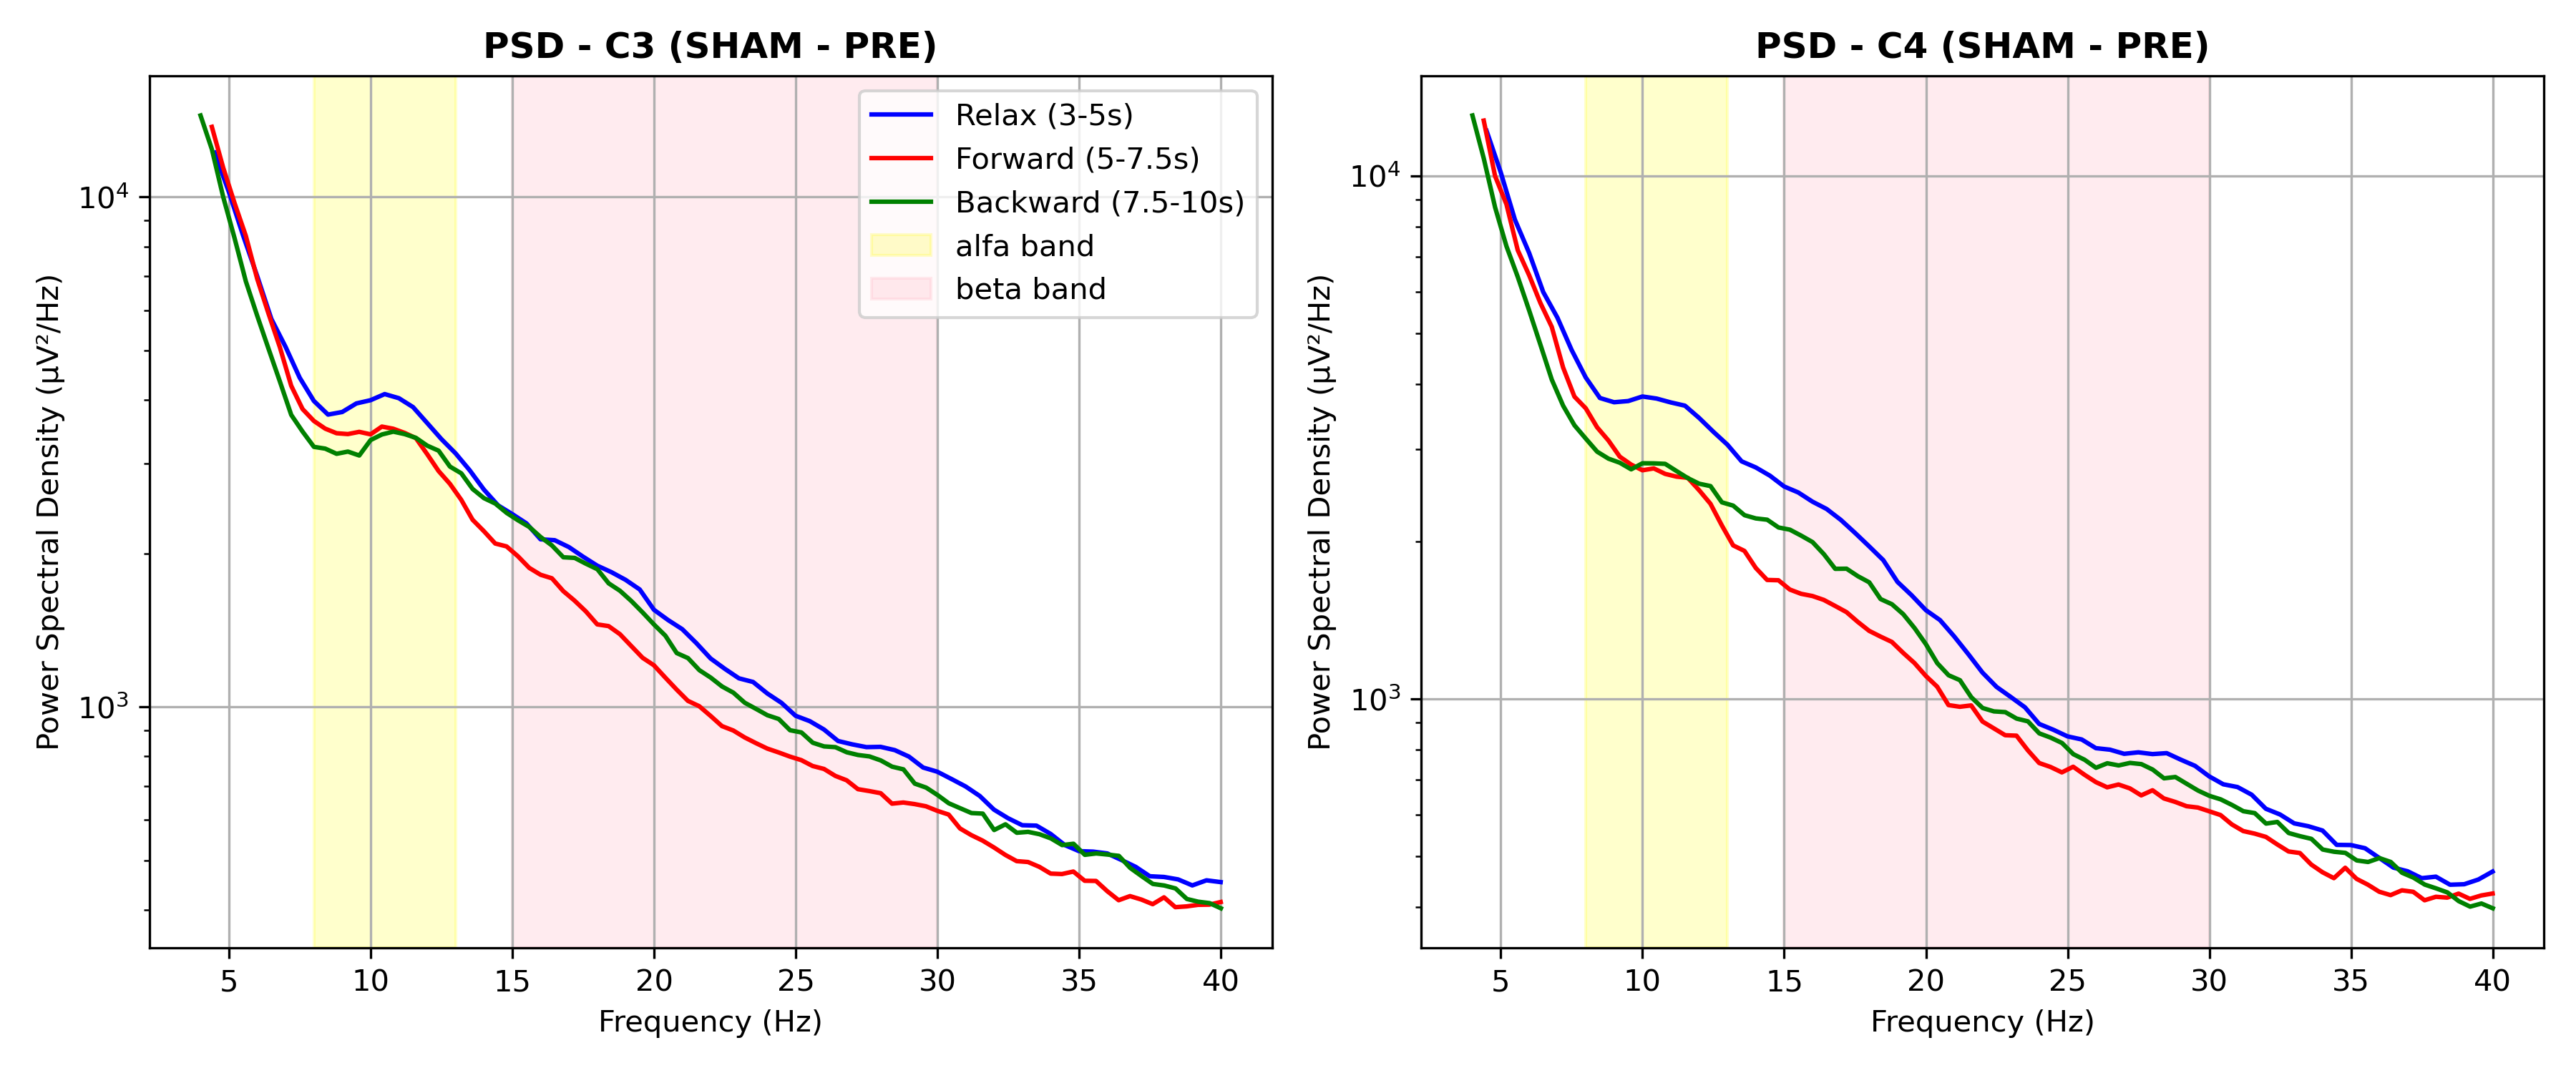 PSD - C3 (SHAM - PRE)
Power Spectral Density (µV²/Hz)
10⁴
10³
Relax (3-5s)
Forward (5-7.5s)
Backward (7.5-10s)
alfa band
beta band
5 10 15 20 25 30 35 40
Frequency (Hz)
PSD - C4 (SHAM - PRE)
Power Spectral Density (µV²/Hz)
10⁴
10³
5 10 15 20 25 30 35 40
Frequency (Hz)